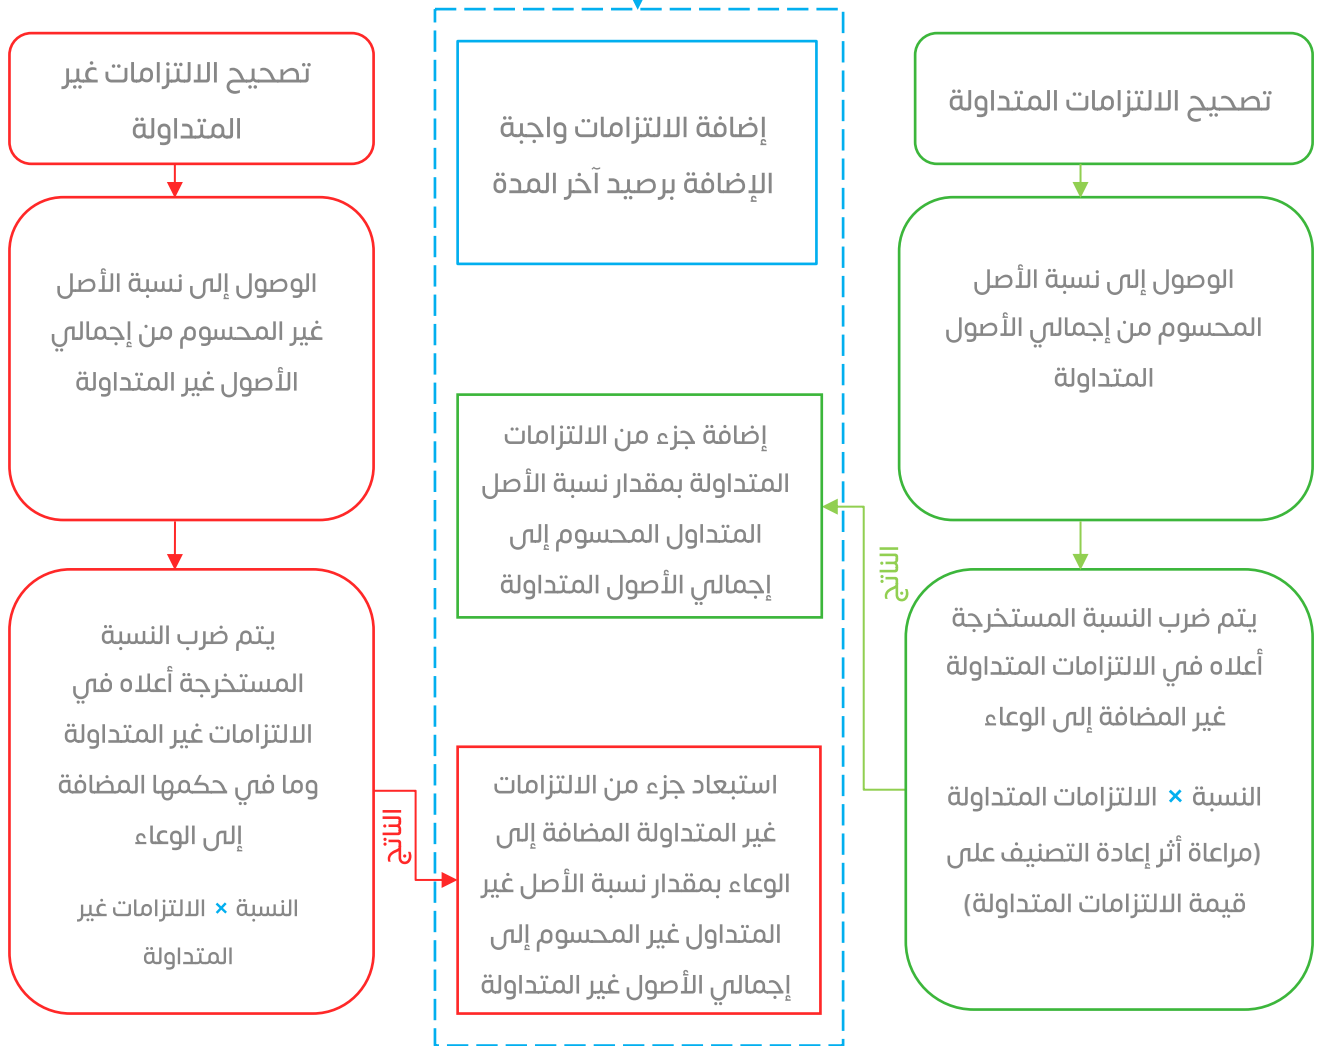 تصحيح الالتزامات المتداولة
الوصول إلى نسبة الأصل
المحسوم من إجمالي الأصول
المتداولة
يتم ضرب النسبة المستخرجة
أعلاه في الالتزامات المتداولة
غير المضافة إلى الوعاء
النسبة × الالتزامات المتداولة
(مراعاة أثر إعادة التصنيف على
قيمة الالتزامات المتداولة)
الناتج
إضافة الالتزامات واجبة
الإضافة برصيد آخر المدة
إضافة جزء من الالتزامات
المتداولة بمقدار نسبة الأصل
المتداول المحسوم إلى
إجمالي الأصول المتداولة
استبعاد جزء من الالتزامات
غير المتداولة المضافة إلى
الوعاء بمقدار نسبة الأصل غير
المتداول غير المحسوم إلى
إجمالي الأصول غير المتداولة
تصحيح الالتزامات غير
المتداولة
الوصول إلى نسبة الأصل
غير المحسوم من إجمالي
الأصول غير المتداولة
يتم ضرب النسبة
المستخرجة أعلاه في
الالتزامات غير المتداولة
وما في حكمها المضافة
إلى الوعاء
النسبة × الالتزامات غير
المتداولة
الناتج